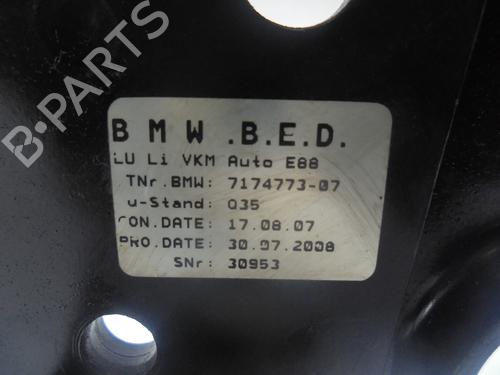 BMW .B.E.D.
LU Li VKM Auto E88
TNr.BMW: 7174773-07
u-Stand: Q35
CON.DATE: 17.08.07
PRO.DATE: 30.07.2008
SNr: 30953
B-PARTS